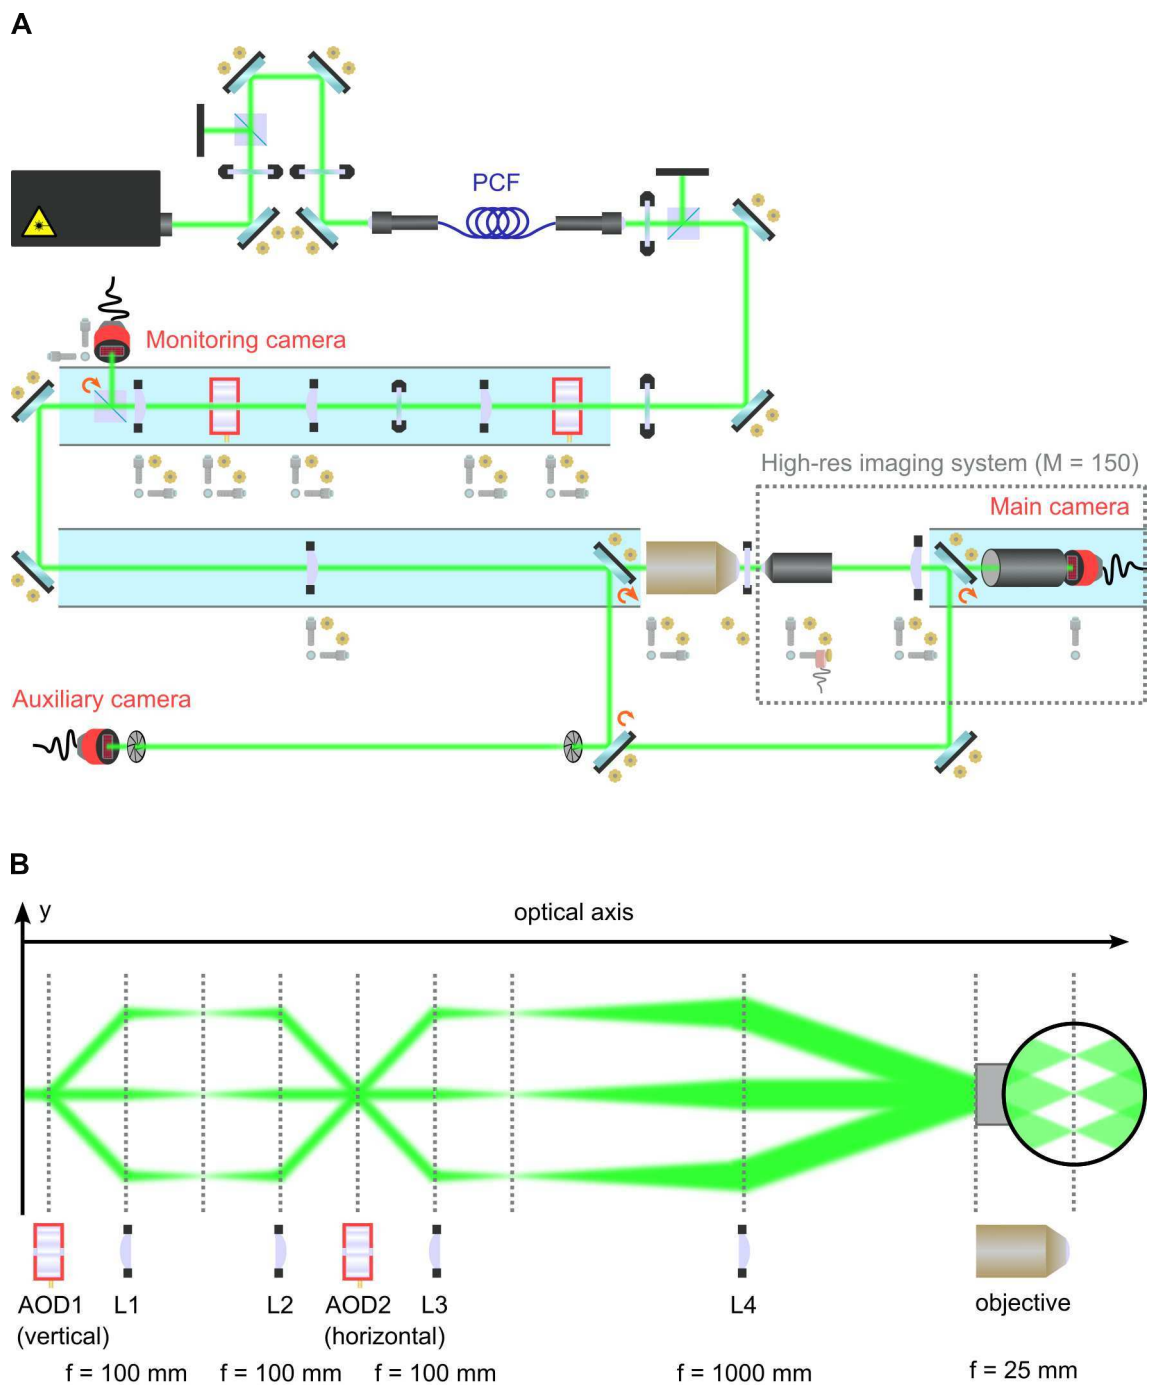 A
PCF
Monitoring camera
High-res imaging system (M = 150)
Main camera
Auxiliary camera
B
y
optical axis
AOD1 L1 L2 AOD2 L3 L4 objective
(vertical) (horizontal)
f = 100 mm f = 100 mm f = 100 mm f = 1000 mm f = 25 mm